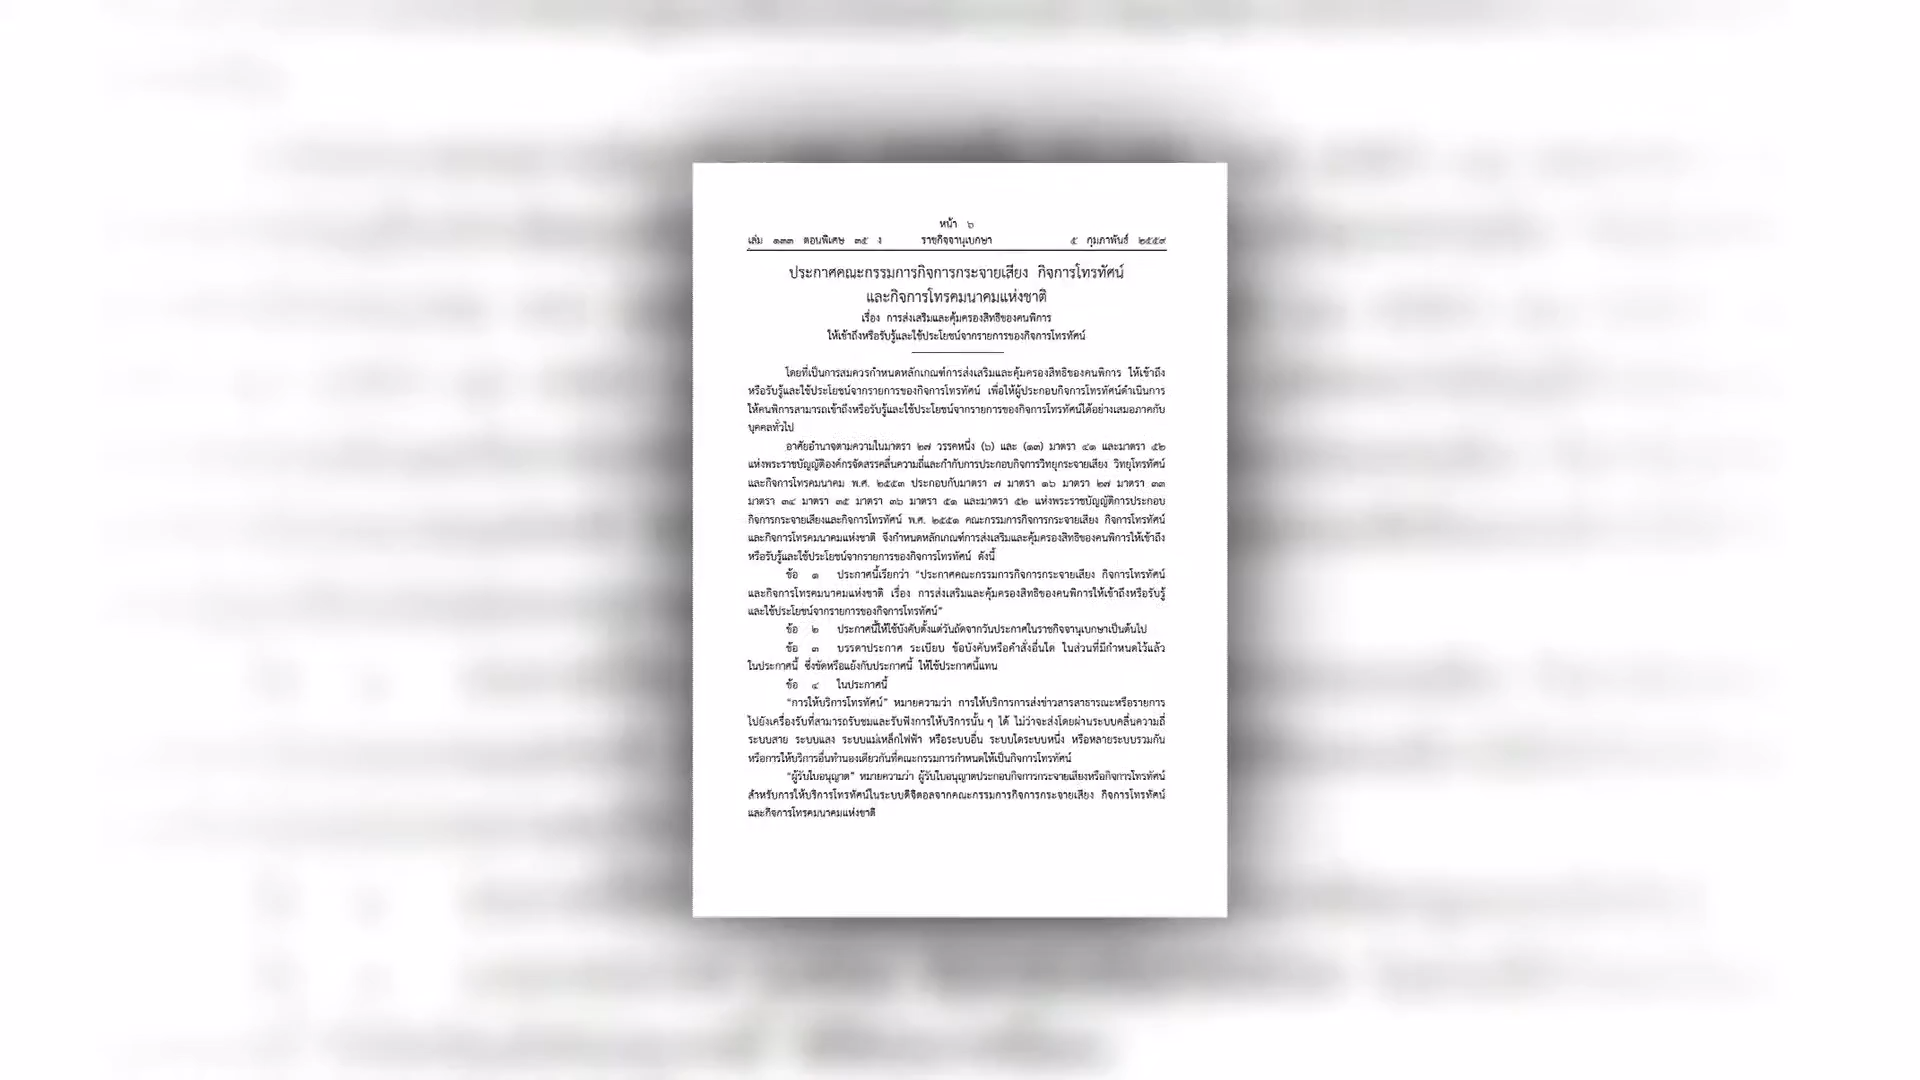 หน้า ๖
เล่ม ๑๓๓ ตอนพิเศษ ๓๕ ง ราชกิจจานุเบกษา ๕ กุมภาพันธ์ ๒๕๕๙
ประกาศคณะกรรมการกิจการกระจายเสียง กิจการโทรทัศน์
และกิจการโทรคมนาคมแห่งชาติ
เรื่อง การส่งเสริมและคุ้มครองสิทธิของคนพิการ
ให้เข้าถึงหรือรับรู้และใช้ประโยชน์จากรายการของกิจการโทรทัศน์
โดยที่เป็นการสมควรกำหนดหลักเกณฑ์การส่งเสริมและคุ้มครองสิทธิของคนพิการ ให้เข้าถึง
หรือรับรู้และใช้ประโยชน์จากรายการของกิจการโทรทัศน์ เพื่อให้ผู้ประกอบกิจการโทรทัศน์ดำเนินการ
ให้คนพิการสามารถเข้าถึงหรือรับรู้และใช้ประโยชน์จากรายการของกิจการโทรทัศน์ได้อย่างเสมอภาคกับ
บุคคลทั่วไป
อาศัยอำนาจตามความในมาตรา ๒๗ วรรคหนึ่ง (๖) และ (๑๓) มาตรา ๔๑ และมาตรา ๕๒
แห่งพระราชบัญญัติองค์กรจัดสรรคลื่นความถี่และกำกับการประกอบกิจการวิทยุกระจายเสียง วิทยุโทรทัศน์
และกิจการโทรคมนาคม พ.ศ. ๒๕๕๓ ประกอบกับมาตรา ๗ มาตรา ๑๖ มาตรา ๒๗ มาตรา ๓๓
มาตรา ๓๔ มาตรา ๓๕ มาตรา ๓๖ มาตรา ๕๑ และมาตรา ๕๒ แห่งพระราชบัญญัติการประกอบ
กิจการกระจายเสียงและกิจการโทรทัศน์ พ.ศ. ๒๕๕๑ คณะกรรมการกิจการกระจายเสียง กิจการโทรทัศน์
และกิจการโทรคมนาคมแห่งชาติ จึงกำหนดหลักเกณฑ์การส่งเสริมและคุ้มครองสิทธิของคนพิการให้เข้าถึง
หรือรับรู้และใช้ประโยชน์จากรายการของกิจการโทรทัศน์ ดังนี้
ข้อ ๑ ประกาศนี้เรียกว่า “ประกาศคณะกรรมการกิจการกระจายเสียง กิจการโทรทัศน์
และกิจการโทรคมนาคมแห่งชาติ เรื่อง การส่งเสริมและคุ้มครองสิทธิของคนพิการให้เข้าถึงหรือรับรู้
และใช้ประโยชน์จากรายการของกิจการโทรทัศน์”
ข้อ ๒ ประกาศนี้ให้ใช้บังคับตั้งแต่วันถัดจากวันประกาศในราชกิจจานุเบกษาเป็นต้นไป
ข้อ ๓ บรรดาประกาศ ระเบียบ ข้อบังคับหรือคำสั่งอื่นใด ในส่วนที่มีกำหนดไว้แล้ว
ในประกาศนี้ ซึ่งขัดหรือแย้งกับประกาศนี้ ให้ใช้ประกาศนี้แทน
ข้อ ๔ ในประกาศนี้
“การให้บริการโทรทัศน์” หมายความว่า การให้บริการการส่งข่าวสารสาธารณะหรือรายการ
ไปยังเครื่องรับที่สามารถรับชมและรับฟังการให้บริการนั้น ๆ ได้ ไม่ว่าจะส่งโดยผ่านระบบคลื่นความถี่
ระบบสาย ระบบแสง ระบบแม่เหล็กไฟฟ้า หรือระบบอื่น ระบบใดระบบหนึ่ง หรือหลายระบบรวมกัน
หรือการให้บริการอื่นทำนองเดียวกันที่คณะกรรมการกำหนดให้เป็นกิจการโทรทัศน์
“ผู้รับใบอนุญาต” หมายความว่า ผู้รับใบอนุญาตประกอบกิจการกระจายเสียงหรือกิจการโทรทัศน์
สำหรับการให้บริการโทรทัศน์ในระบบดิจิตอลจากคณะกรรมการกิจการกระจายเสียง กิจการโทรทัศน์
และกิจการโทรคมนาคมแห่งชาติ